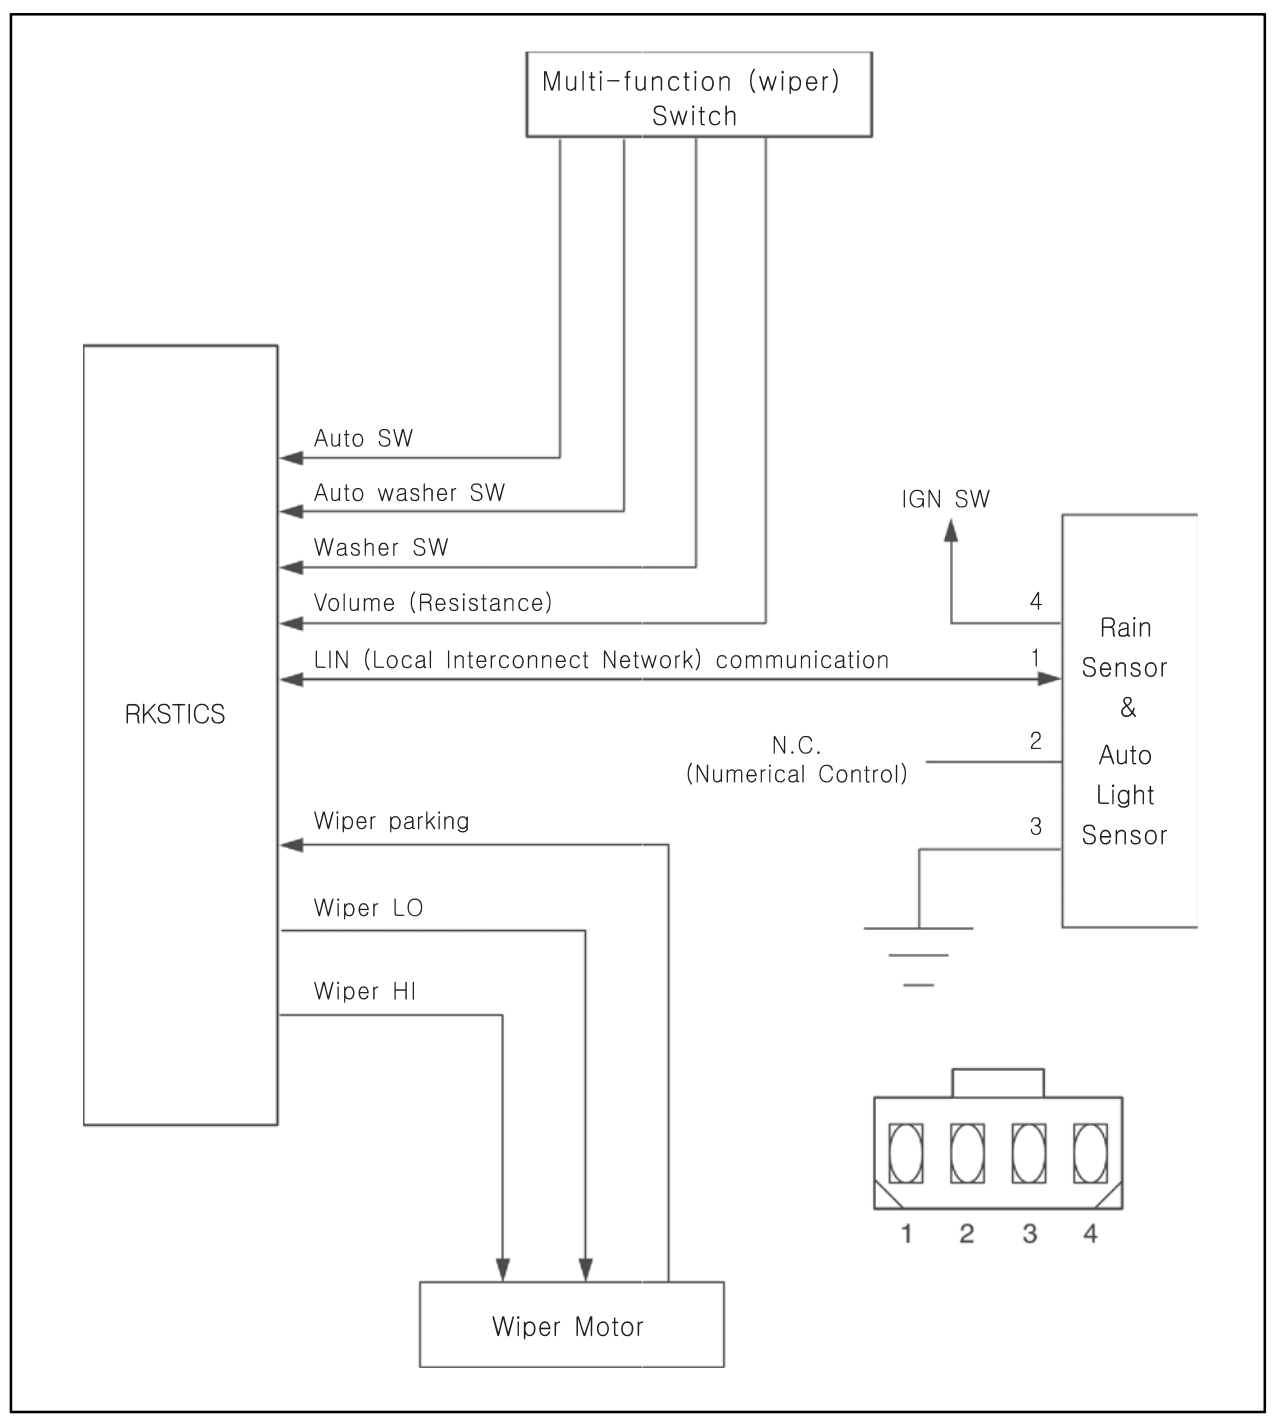 Multi-function (wiper)
Switch
Auto SW
Auto washer SW
Washer SW
Volume (Resistance)
LIN (Local Interconnect Network) communication
RKSTICS
Wiper parking
Wiper LO
Wiper HI
Wiper Motor
IGN SW
4
1
N.C.
(Numerical Control)
2
3
Rain
Sensor
&
Auto
Light
Sensor
1 2 3 4